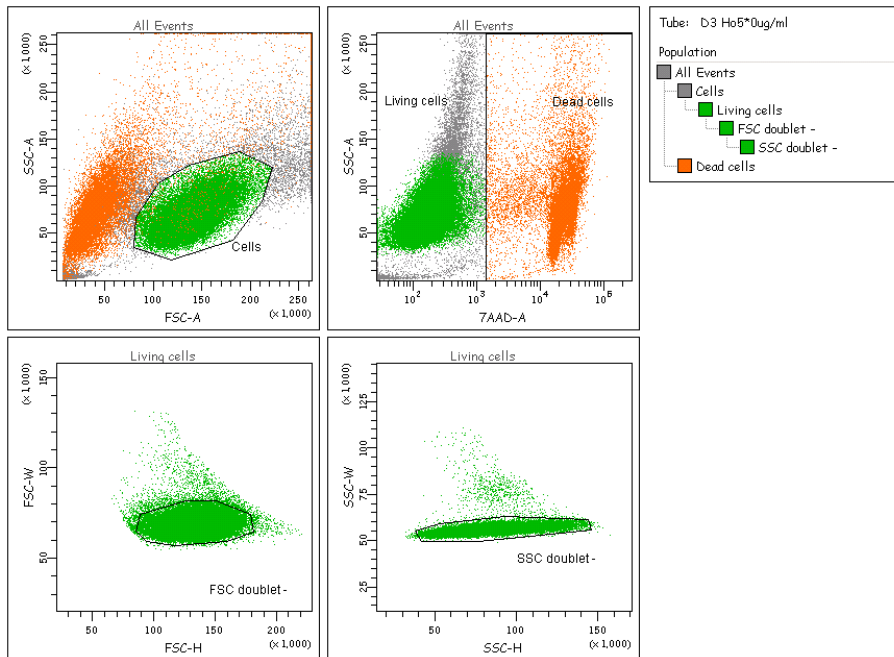 All Events
(x 1,000)
250
200
150
100
50
SSC-A
Cells
50 100 150 200 250
(x 1,000)
FSC-A
All Events
(x 1,000)
250
200
150
100
50
SSC-A
Living cells
Dead cells
10^2 10^3 10^4 10^5
7AAD-A
Tube: D3 Ho5*0ug/ml
Population
All Events
Cells
Living cells
FSC doublet -
SSC doublet -
Dead cells
Living cells
(x 1,000)
150
100
50
FSC-W
FSC doublet -
50 100 150 200
(x 1,000)
FSC-H
Living cells
(x 1,000)
125
100
75
50
25
SSC-W
SSC doublet -
50 100 150
(x 1,000)
SSC-H